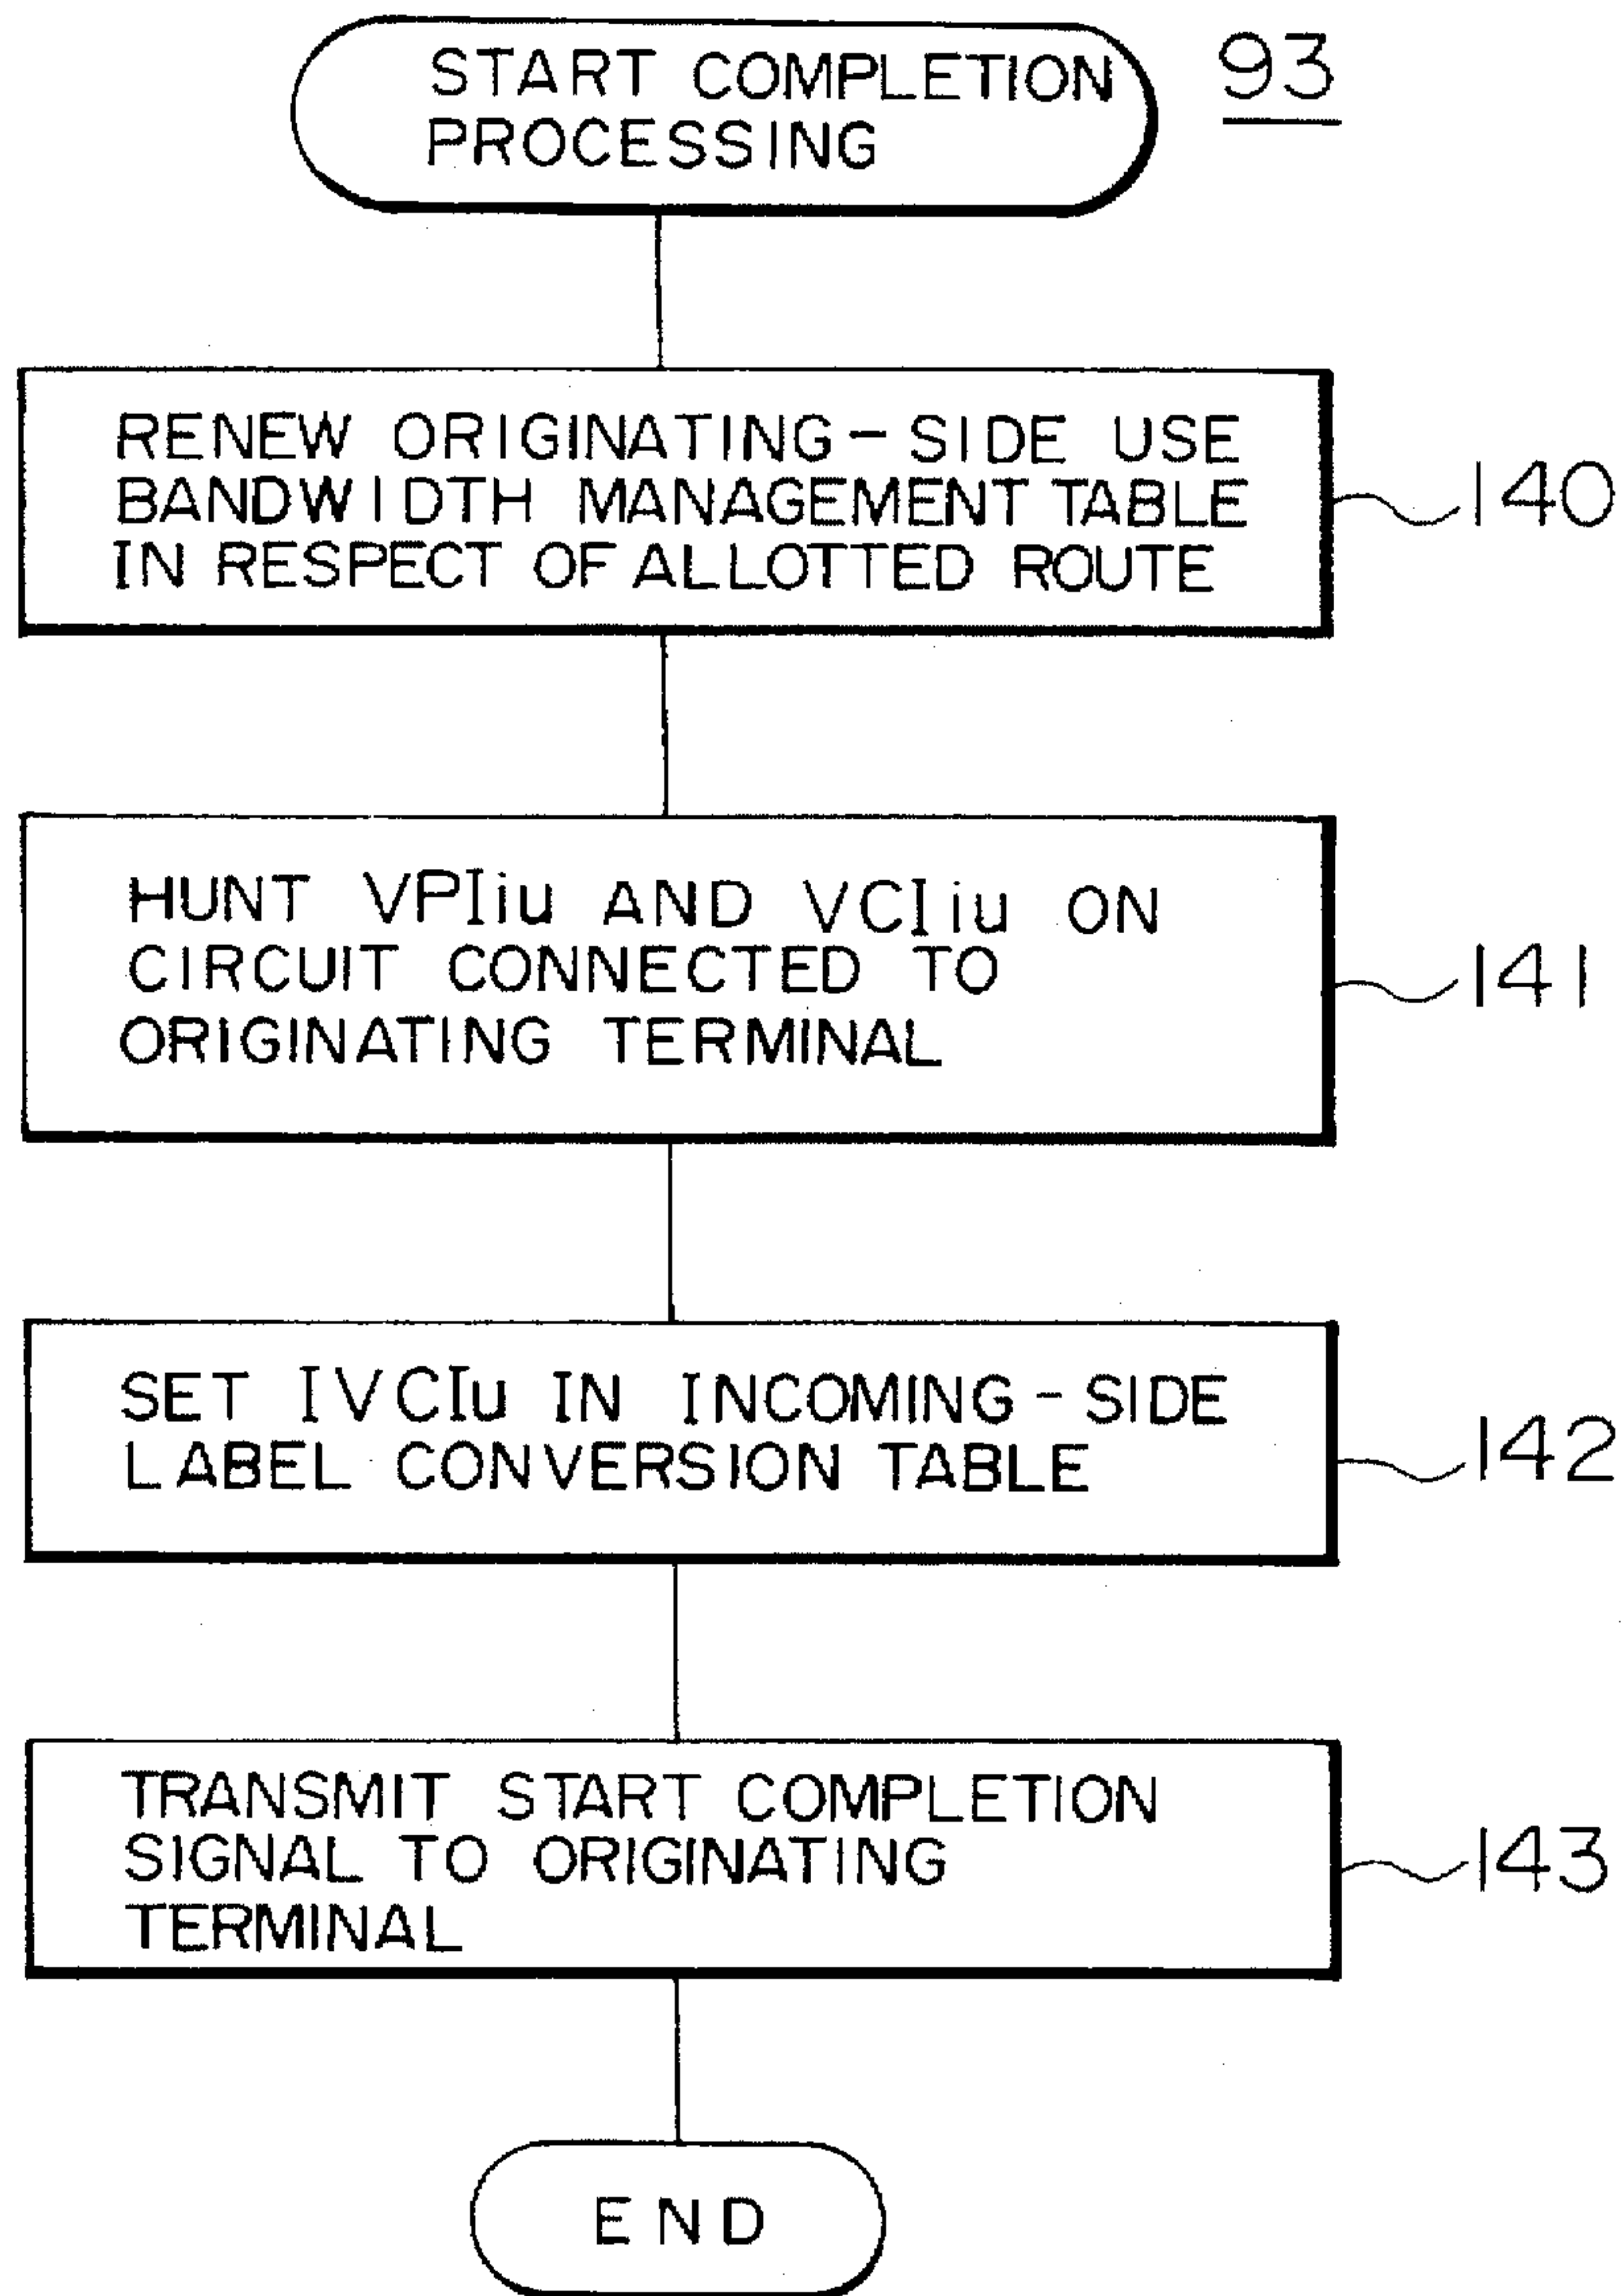 START COMPLETION
PROCESSING
93
RENEW ORIGINATING-SIDE USE
BANDWIDTH MANAGEMENT TABLE
IN RESPECT OF ALLOTTED ROUTE
140
HUNT VPIiu AND VCIiu ON
CIRCUIT CONNECTED TO
ORIGINATING TERMINAL
141
SET IVCIu IN INCOMING-SIDE
LABEL CONVERSION TABLE
142
TRANSMIT START COMPLETION
SIGNAL TO ORIGINATING
TERMINAL
143
END